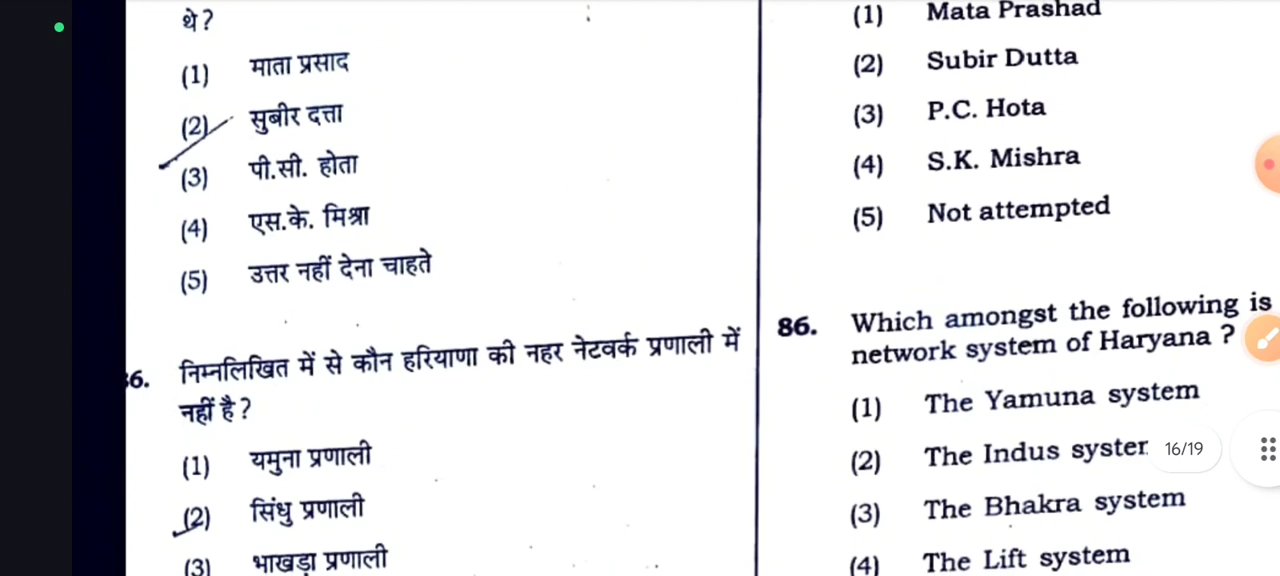 थे?
(1) माता प्रसाद
(2) सुबीर दत्ता
(3) पी.सी. होता
(4) एस.के. मिश्रा
(5) उत्तर नहीं देना चाहते
6. निम्नलिखित में से कौन हरियाणा की नहर नेटवर्क प्रणाली में
नहीं है?
(1) यमुना प्रणाली
(2) सिंधु प्रणाली
(3) भाखड़ा प्रणाली
(1) Mata Prashad
(2) Subir Dutta
(3) P.C. Hota
(4) S.K. Mishra
(5) Not attempted
86. Which amongst the following is
network system of Haryana ?
(1) The Yamuna system
(2) The Indus syster
16/19
(3) The Bhakra system
(4) The Lift system